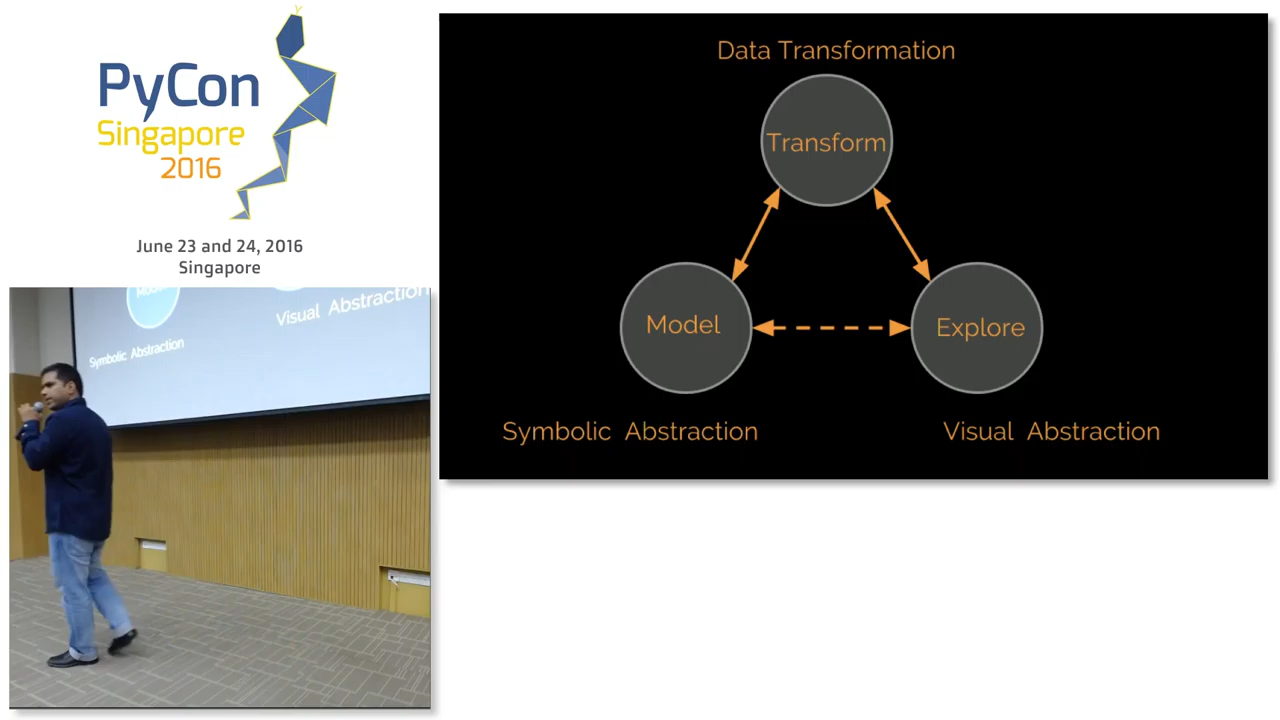 PyCon
Singapore
2016
June 23 and 24, 2016
Singapore
Data Transformation
Transform
Model
Explore
Symbolic Abstraction
Visual Abstraction
Model
Visual Abstraction
Symbolic Abstraction